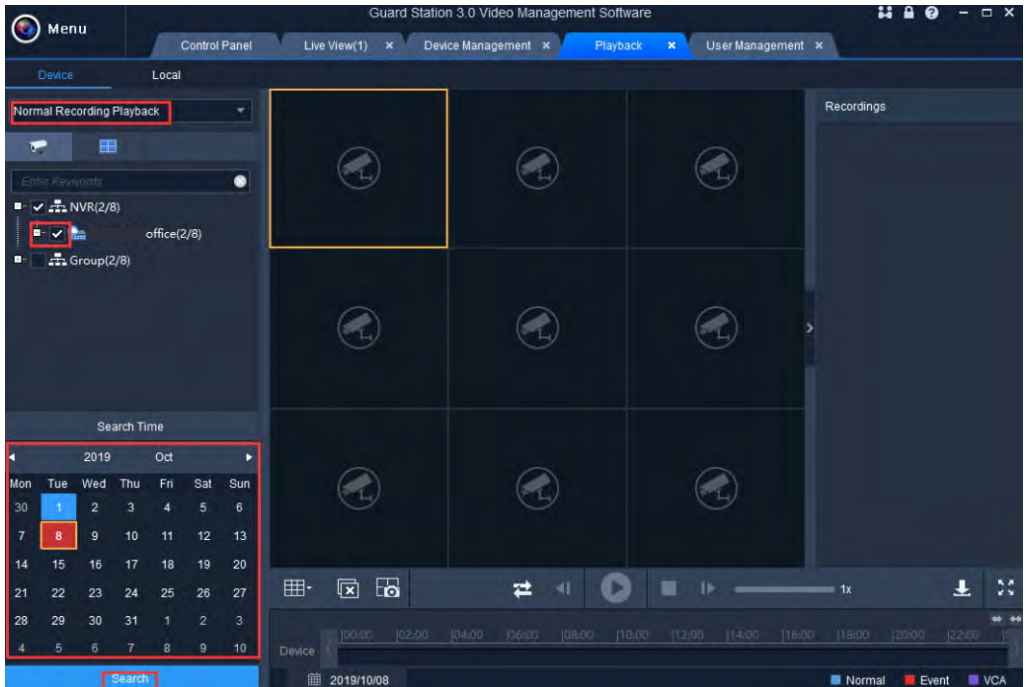 Guard Station 3.0 Video Management Software
Menu
Control Panel
Live View(1)
Device Management
Playback
User Management
Device
Local
Normal Recording Playback
Enter Keywords
NVR(2/8)
office(2/8)
Group(2/8)
Recordings
Search Time
2019 Oct
Mon Tue Wed Thu Fri Sat Sun
30 1 2 3 4 5 6
7 8 9 10 11 12 13
14 15 16 17 18 19 20
21 22 23 24 25 26 27
28 29 30 31 1 2 3
4 5 6 7 8 9 10
Search
1x
00:00 02:00 04:00 06:00 08:00 10:00 12:00 14:00 16:00 18:00 20:00 22:00
Device
2019/10/08
Normal Event VCA